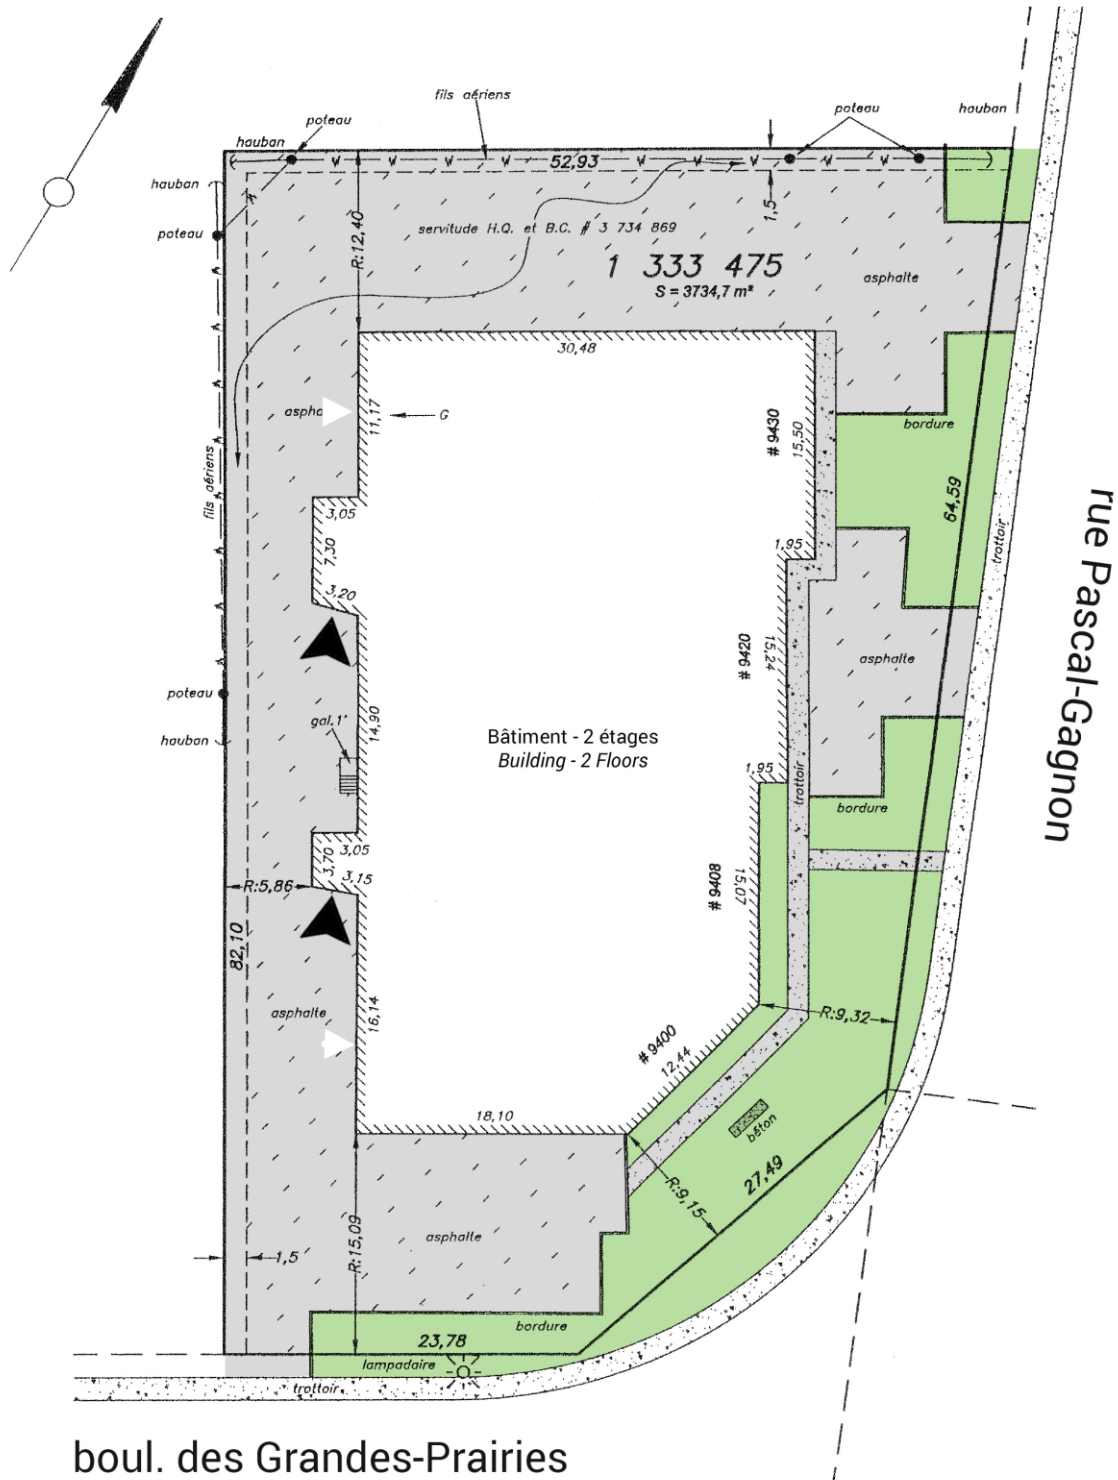 fils aériens
poteau
hauban
poteau
hauban
hauban
52,93
poteau
R:12,40
1,5
servitude H.Q. et B.C. # 3 734 869
1 333 475
S = 3734,7 m²
asphalte
30,48
aspha
11,17
G
# 9430
15,50
bordure
fils aériens
3,05
7,30
3,20
64,59
trottoir
rue Pascal-Gagnon
1,95
# 9420
15,24
asphalte
poteau
hauban
gal.1'
14,90
Bâtiment - 2 étages
Building - 2 Floors
1,95
trottoir
bordure
3,05
3,70
3,15
R:5,86
# 9408
15,07
82,10
asphalte
16,14
R:9,32
# 9400
12,44
18,10
béton
27,49
R:9,15
R:15,09
asphalte
1,5
bordure
23,78
lampadaire
trottoir
boul. des Grandes-Prairies